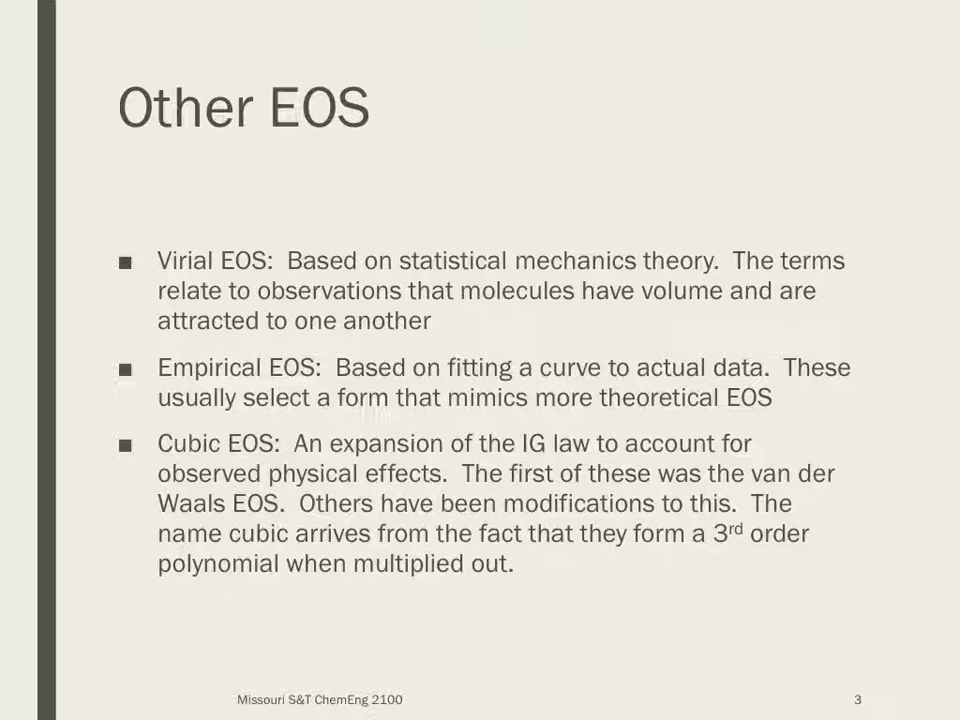 Other EOS
■ Virial EOS:  Based on statistical mechanics theory.  The terms
relate to observations that molecules have volume and are
attracted to one another
■ Empirical EOS:  Based on fitting a curve to actual data.  These
usually select a form that mimics more theoretical EOS
■ Cubic EOS:  An expansion of the IG law to account for
observed physical effects.  The first of these was the van der
Waals EOS.  Others have been modifications to this.  The
name cubic arrives from the fact that they form a 3rd order
polynomial when multiplied out.
Missouri S&T ChemEng 2100
3